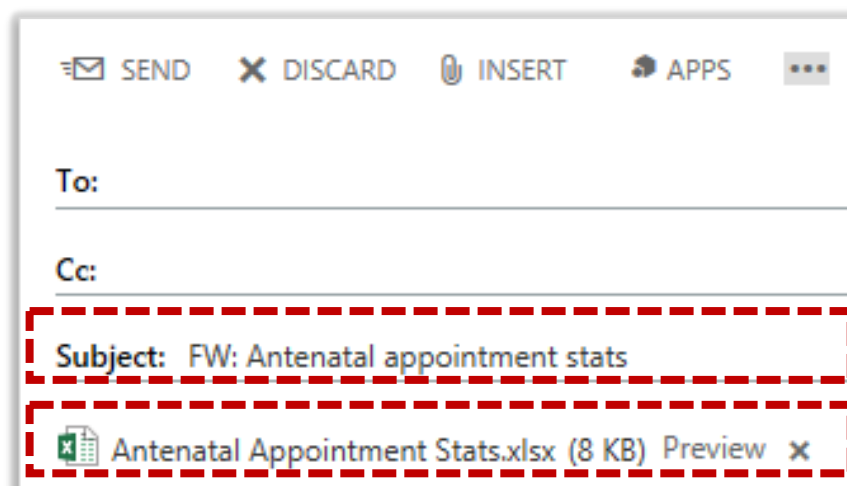 SEND DISCARD INSERT APPS •••
To:
Cc:
Subject: FW: Antenatal appointment stats
Antenatal Appointment Stats.xlsx (8 KB) Preview ×